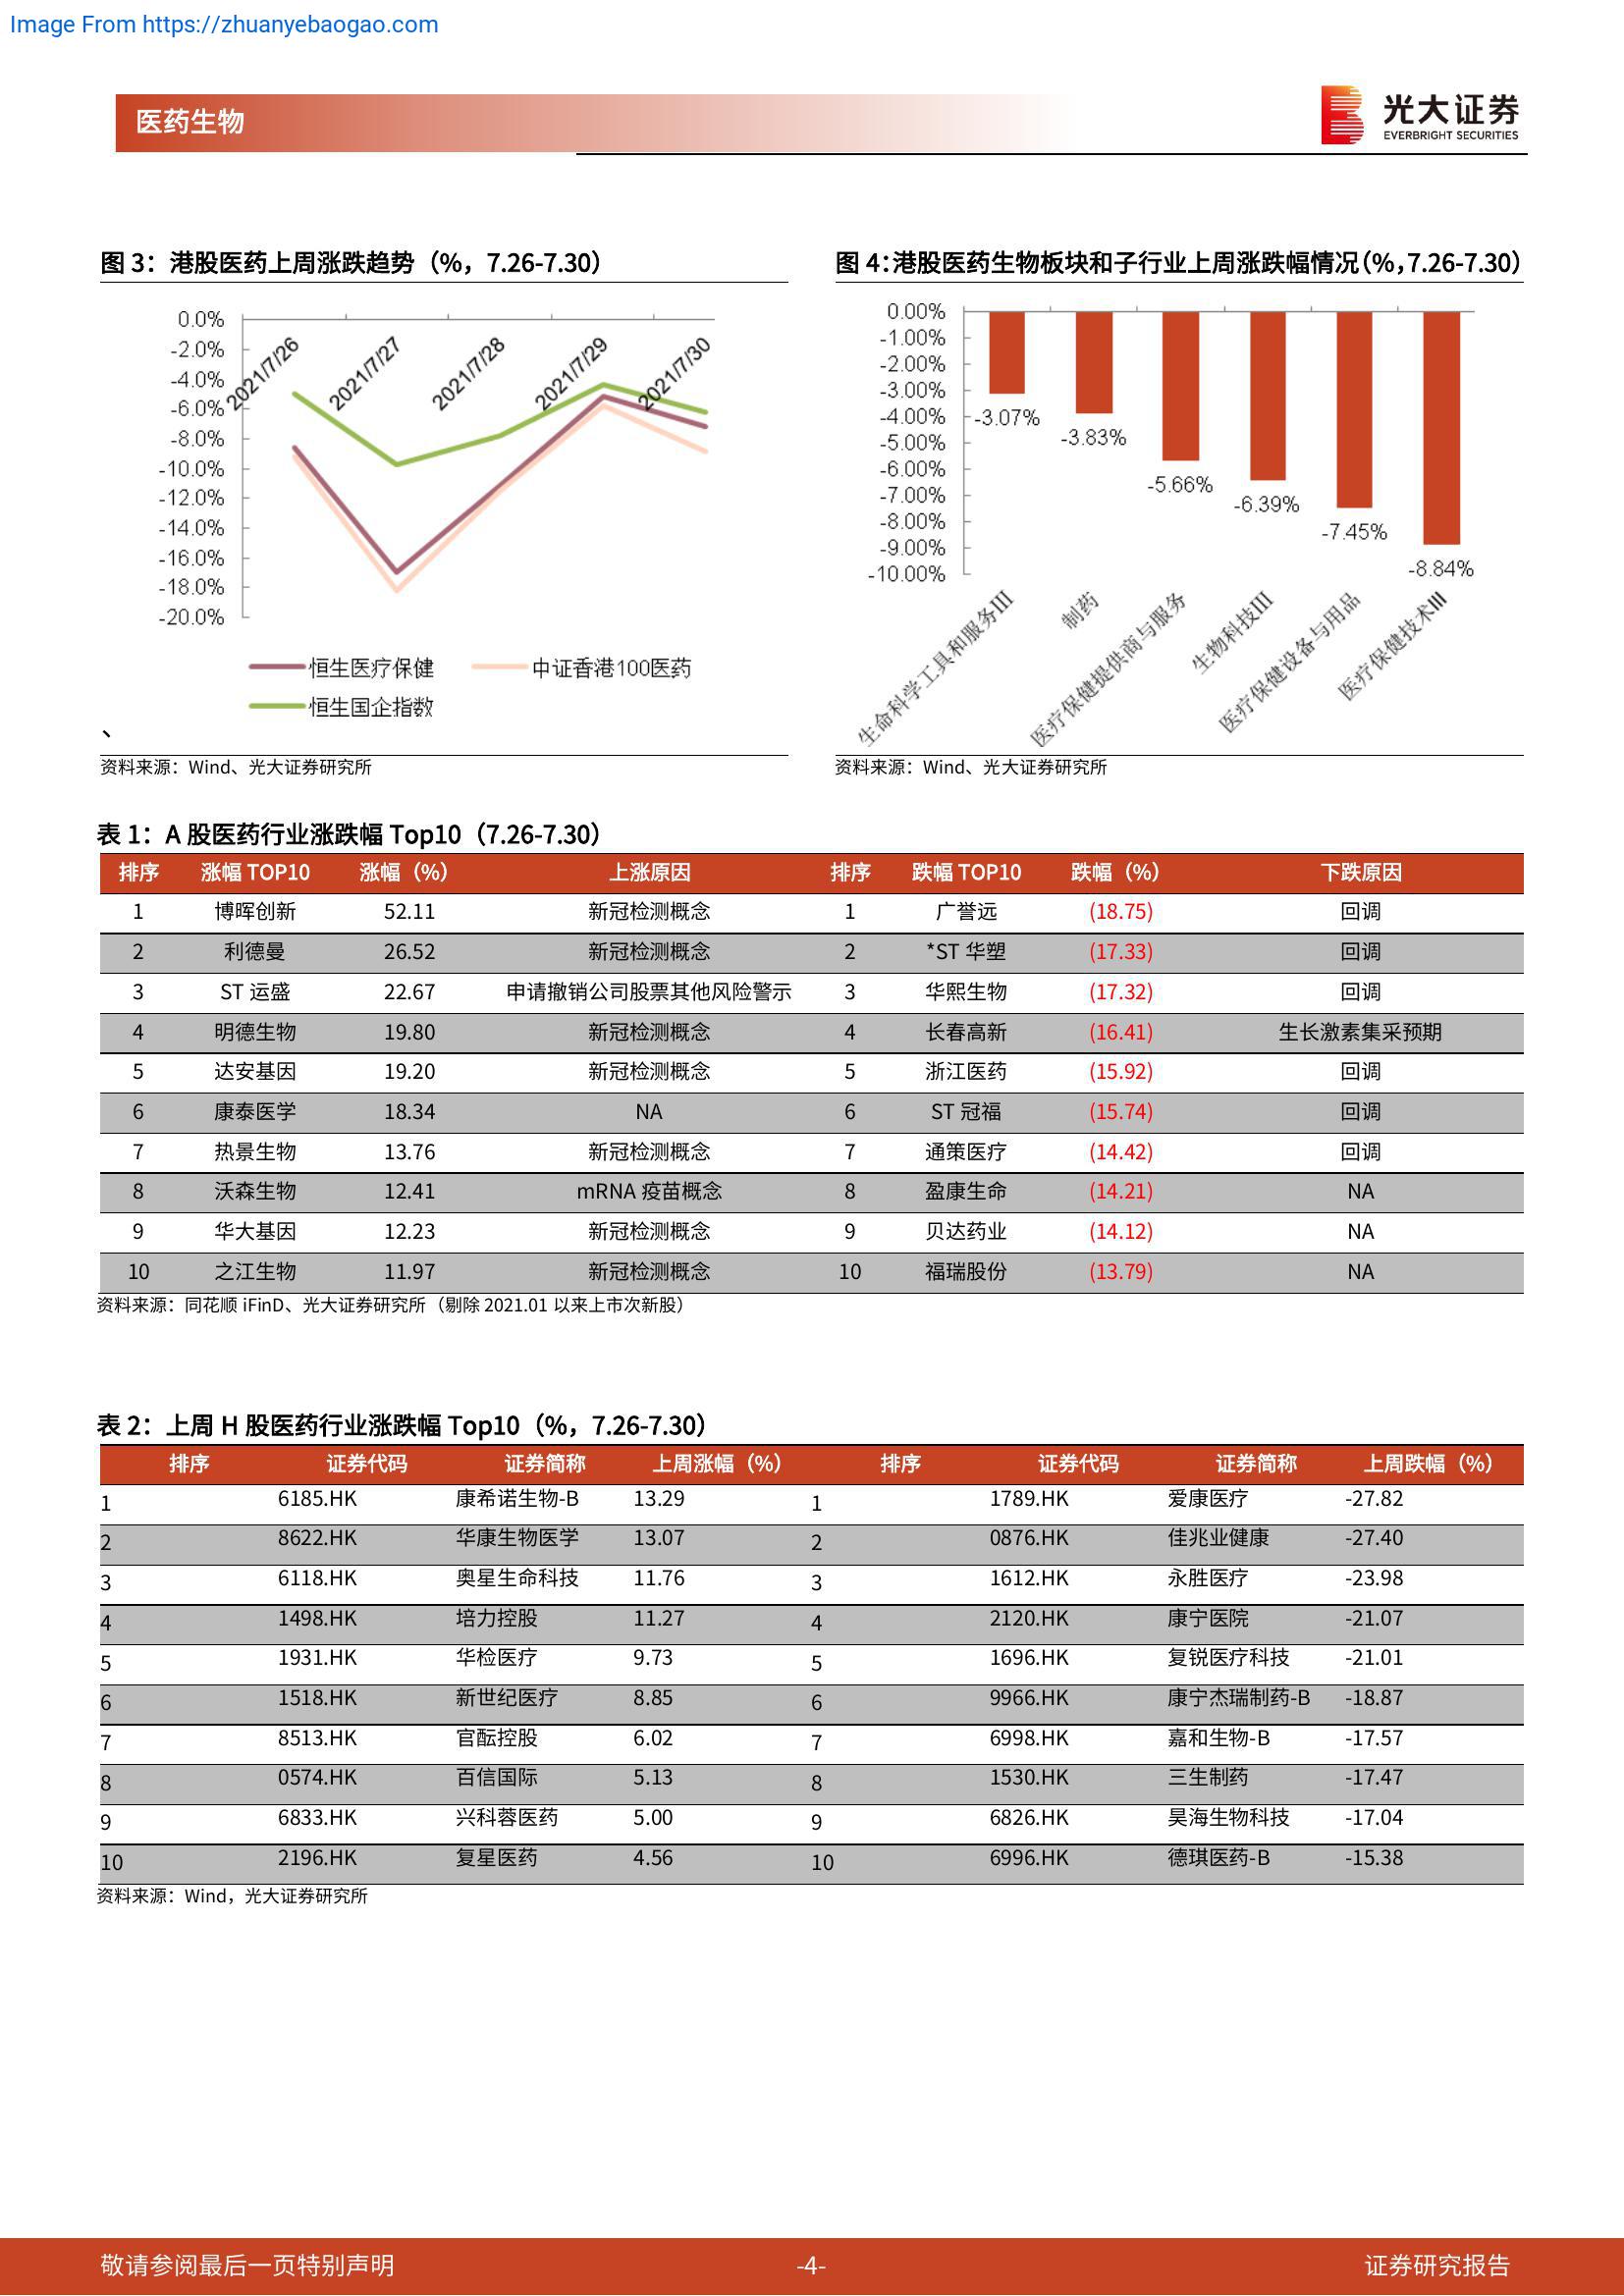 Image From https://zhuanyebaogao.com
医药生物
光大证券
EVERBRIGHT SECURITIES
图 3：港股医药上周涨跌趋势（%，7.26-7.30）
0.0%
-2.0%
-4.0%
-6.0%
-8.0%
-10.0%
-12.0%
-14.0%
-16.0%
-18.0%
-20.0%
2021/7/26
2021/7/27
2021/7/28
2021/7/29
2021/7/30
恒生医疗保健 中证香港100医药
恒生国企指数
、
资料来源：Wind、光大证券研究所
图 4：港股医药生物板块和子行业上周涨跌幅情况（%，7.26-7.30）
0.00%
-1.00%
-2.00%
-3.00%
-4.00%
-5.00%
-6.00%
-7.00%
-8.00%
-9.00%
-10.00%
-3.07%
-3.83%
-5.66%
-6.39%
-7.45%
-8.84%
生命科学工具和服务III
制药
医疗保健提供商与服务
生物科技III
医疗保健设备与用品
医疗保健技术III
资料来源：Wind、光大证券研究所
表 1：A 股医药行业涨跌幅 Top10（7.26-7.30）
排序 涨幅 TOP10 涨幅（%） 上涨原因 排序 跌幅 TOP10 跌幅（%） 下跌原因
1 博晖创新 52.11 新冠检测概念 1 广誉远 (18.75) 回调
2 利德曼 26.52 新冠检测概念 2 *ST 华塑 (17.33) 回调
3 ST 运盛 22.67 申请撤销公司股票其他风险警示 3 华熙生物 (17.32) 回调
4 明德生物 19.80 新冠检测概念 4 长春高新 (16.41) 生长激素集采预期
5 达安基因 19.20 新冠检测概念 5 浙江医药 (15.92) 回调
6 康泰医学 18.34 NA 6 ST 冠福 (15.74) 回调
7 热景生物 13.76 新冠检测概念 7 通策医疗 (14.42) 回调
8 沃森生物 12.41 mRNA 疫苗概念 8 盈康生命 (14.21) NA
9 华大基因 12.23 新冠检测概念 9 贝达药业 (14.12) NA
10 之江生物 11.97 新冠检测概念 10 福瑞股份 (13.79) NA
资料来源：同花顺 iFinD、光大证券研究所（剔除 2021.01 以来上市次新股）
表 2：上周 H 股医药行业涨跌幅 Top10（%，7.26-7.30）
排序 证券代码 证券简称 上周涨幅（%） 排序 证券代码 证券简称 上周跌幅（%）
1 6185.HK 康希诺生物-B 13.29 1 1789.HK 爱康医疗 -27.82
2 8622.HK 华康生物医学 13.07 2 0876.HK 佳兆业健康 -27.40
3 6118.HK 奥星生命科技 11.76 3 1612.HK 永胜医疗 -23.98
4 1498.HK 培力控股 11.27 4 2120.HK 康宁医院 -21.07
5 1931.HK 华检医疗 9.73 5 1696.HK 复锐医疗科技 -21.01
6 1518.HK 新世纪医疗 8.85 6 9966.HK 康宁杰瑞制药-B -18.87
7 8513.HK 官酝控股 6.02 7 6998.HK 嘉和生物-B -17.57
8 0574.HK 百信国际 5.13 8 1530.HK 三生制药 -17.47
9 6833.HK 兴科蓉医药 5.00 9 6826.HK 昊海生物科技 -17.04
10 2196.HK 复星医药 4.56 10 6996.HK 德琪医药-B -15.38
资料来源：Wind，光大证券研究所
敬请参阅最后一页特别声明 -4- 证券研究报告